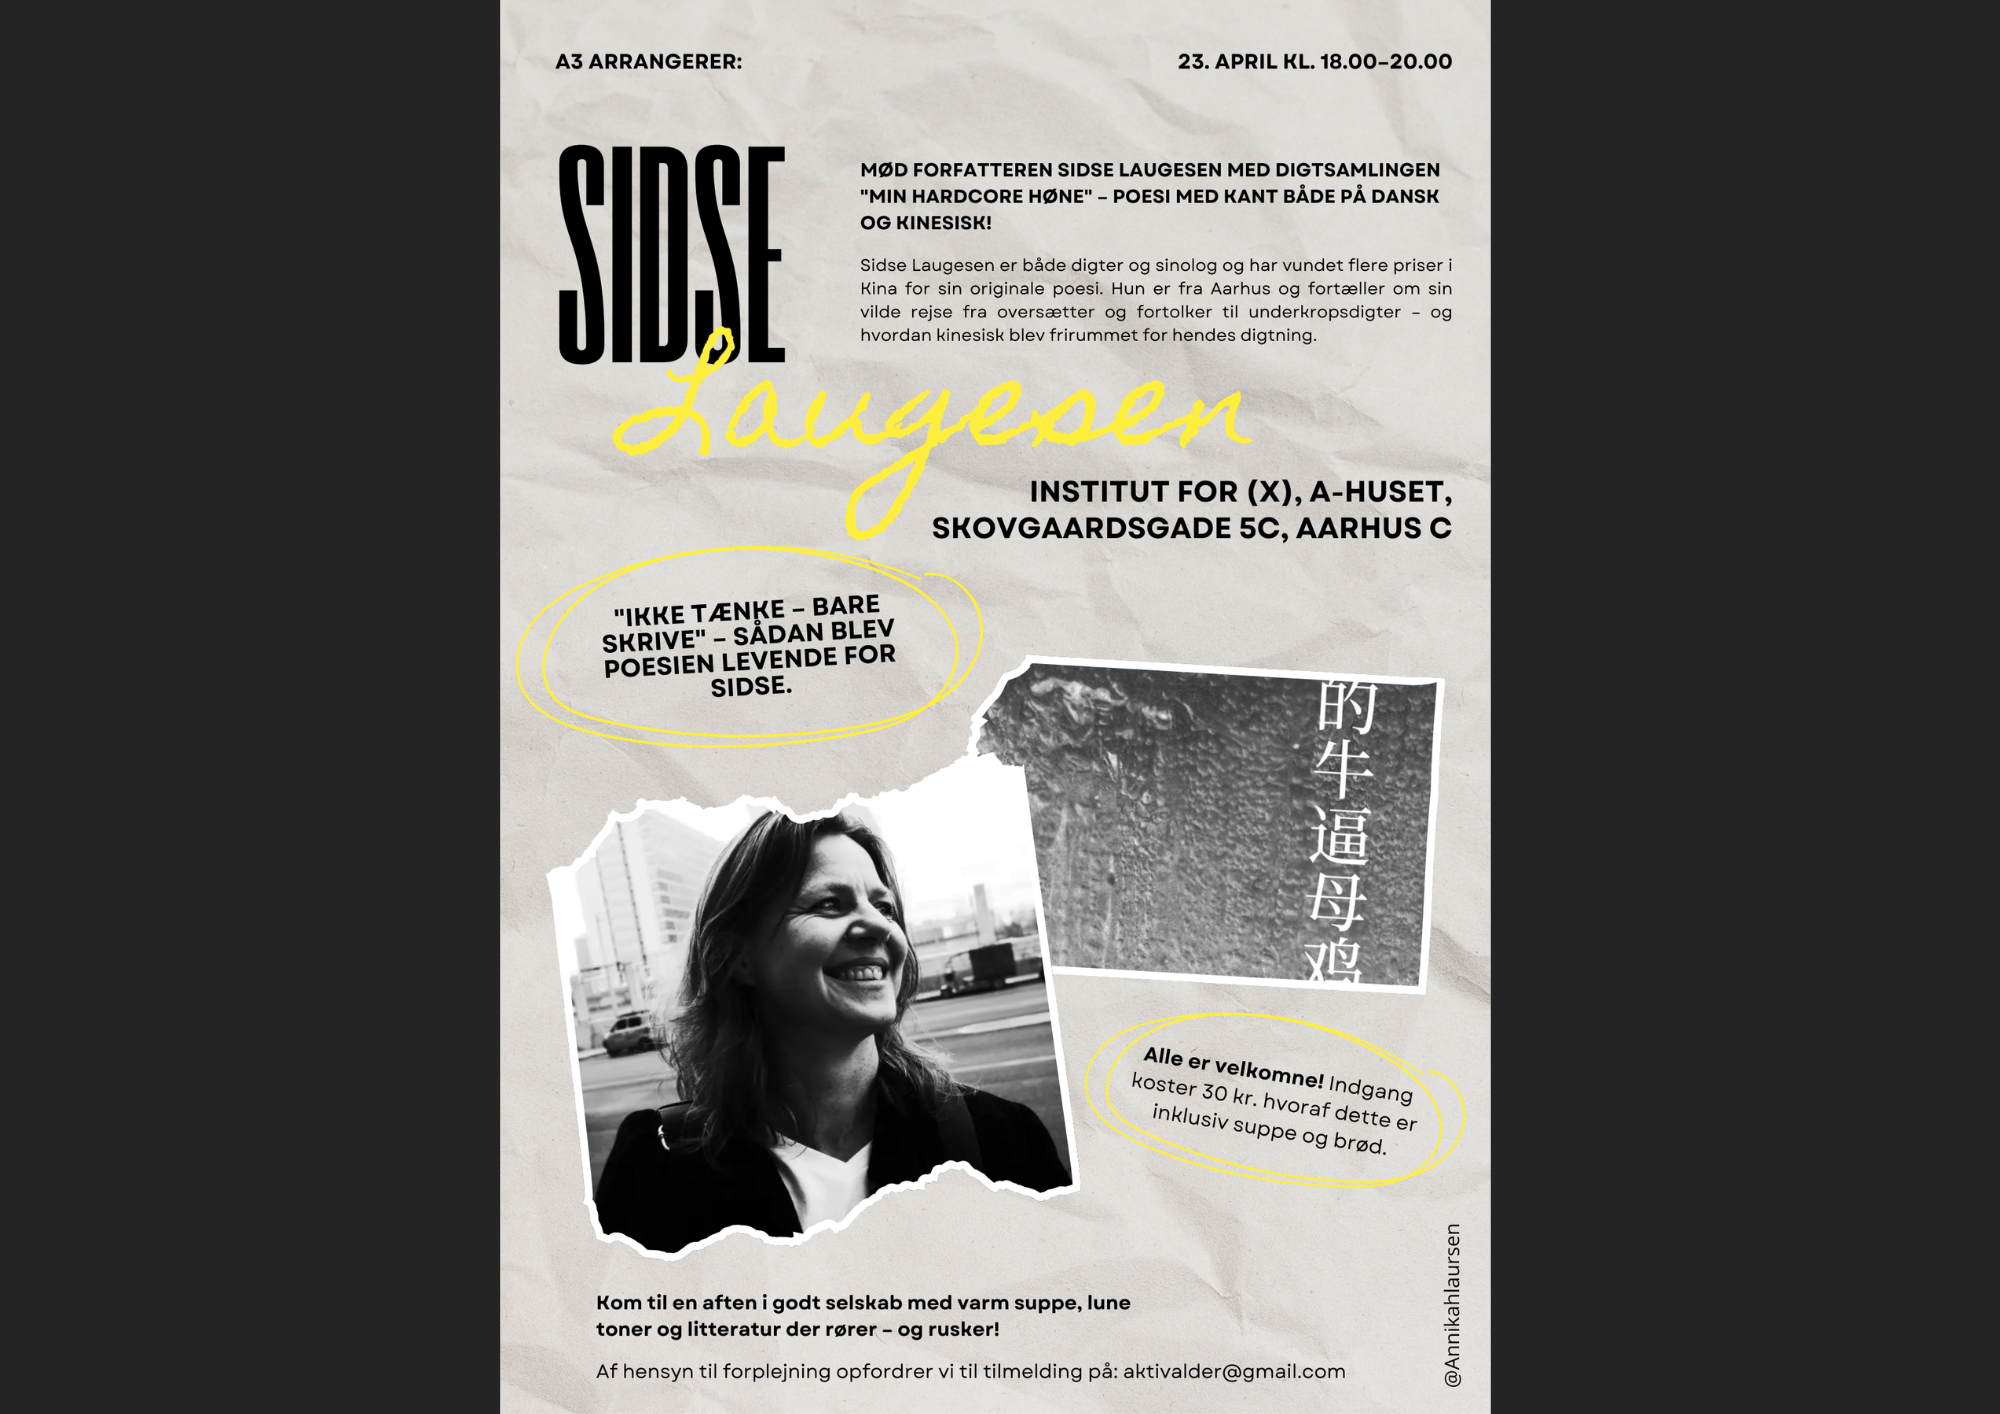 A3 ARRANGERER:
23. APRIL KL. 18.00–20.00
SIDSE
Laugesen
MØD FORFATTEREN SIDSE LAUGESEN MED DIGTSAMLINGEN
"MIN HARDCORE HØNE" – POESI MED KANT BÅDE PÅ DANSK
OG KINESISK!
Sidse Laugesen er både digter og sinolog og har vundet flere priser i
Kina for sin originale poesi. Hun er fra Aarhus og fortæller om sin
vilde rejse fra oversætter og fortolker til underkropsdigter – og
hvordan kinesisk blev frirummet for hendes digtning.
INSTITUT FOR (X), A-HUSET,
SKOVGAARDSGADE 5C, AARHUS C
"IKKE TÆNKE – BARE
SKRIVE" – SÅDAN BLEV
POESIEN LEVENDE FOR
SIDSE.
的牛逼母鸡
Alle er velkomne! Indgang
koster 30 kr. hvoraf dette er
inklusiv suppe og brød.
Kom til en aften i godt selskab med varm suppe, lune
toner og litteratur der rører – og rusker!
Af hensyn til forplejning opfordrer vi til tilmelding på: aktivalder@gmail.com
@Annikahlaursen